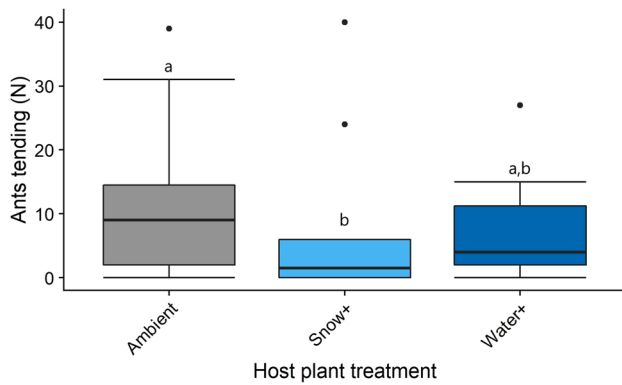 Ants tending (N)
40
30
20
10
0
a
b
a,b
Ambient
Snow+
Water+
Host plant treatment